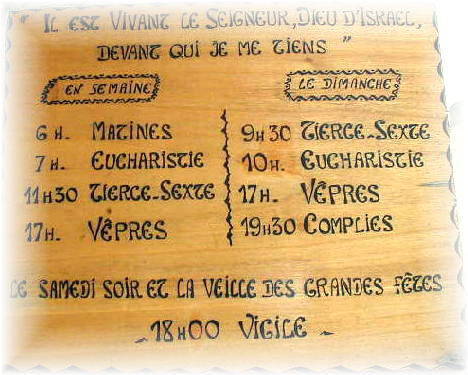 " IL EST VIVANT LE SEIGNEUR, DIEU D'ISRAEL,
DEVANT QUI JE ME TIENS "
EN SEMAINE
6 H. MATINES
7 H. EUCHARISTIE
11 H 30 TIERCE-SEXTE
17 H. VÊPRES
LE DIMANCHE
9 H 30 TIERCE-SEXTE
10 H. EUCHARISTIE
17 H. VÊPRES
19 H 30 COMPLIES
LE SAMEDI SOIR ET LA VEILLE DES GRANDES FÊTES
- 18 H 00 VIGILE -